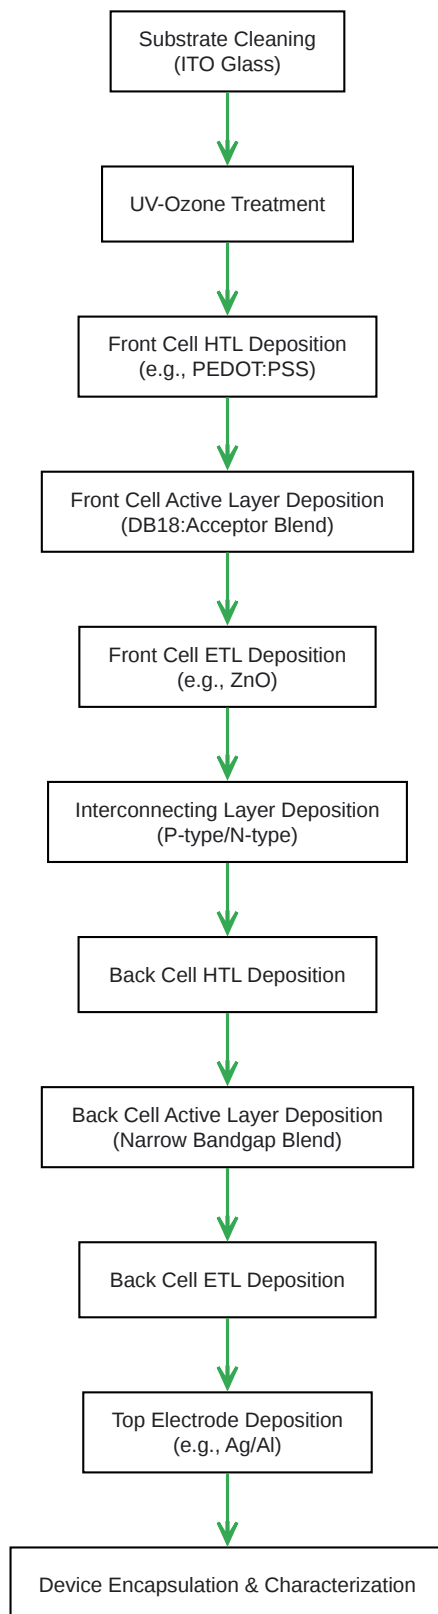 Substrate Cleaning
(ITO Glass)
UV-Ozone Treatment
Front Cell HTL Deposition
(e.g., PEDOT:PSS)
Front Cell Active Layer Deposition
(DB18:Acceptor Blend)
Front Cell ETL Deposition
(e.g., ZnO)
Interconnecting Layer Deposition
(P-type/N-type)
Back Cell HTL Deposition
Back Cell Active Layer Deposition
(Narrow Bandgap Blend)
Back Cell ETL Deposition
Top Electrode Deposition
(e.g., Ag/Al)
Device Encapsulation & Characterization